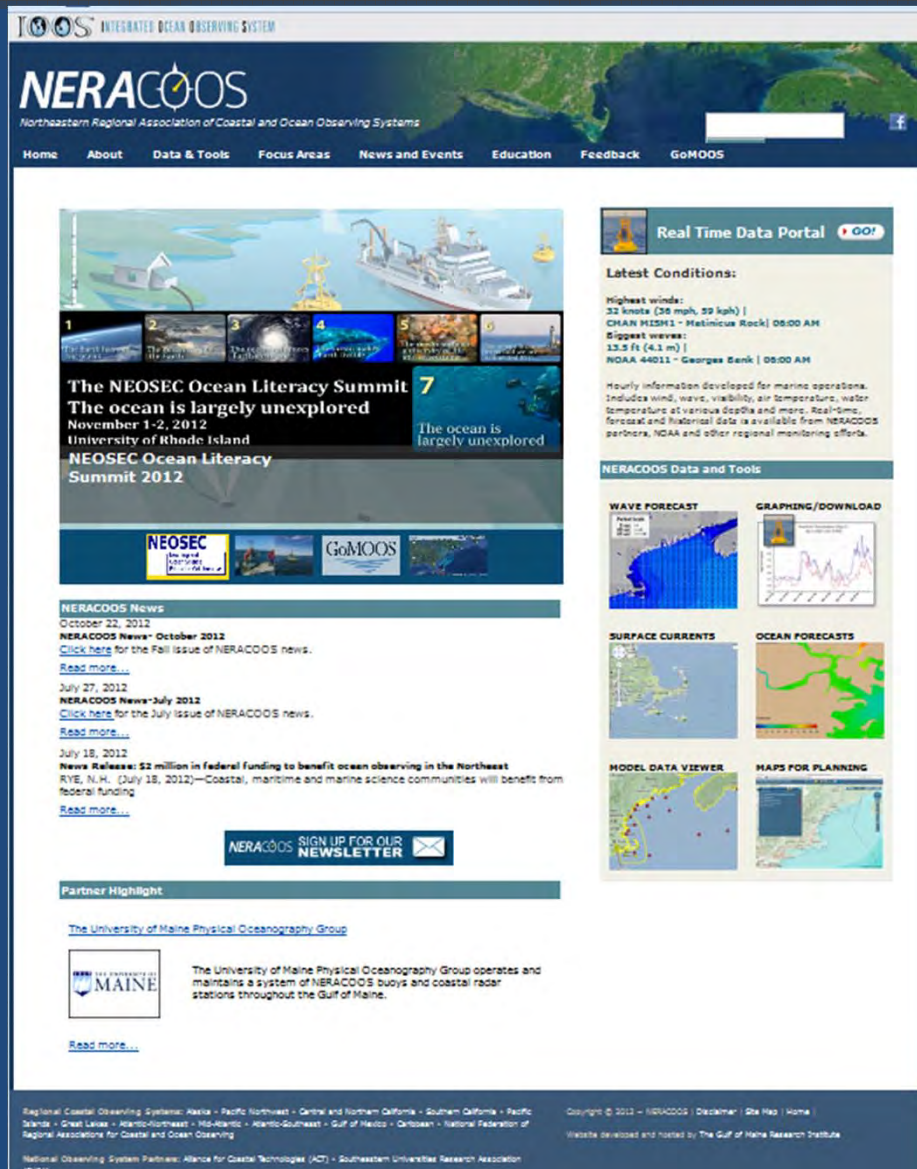 IOOS INTEGRATED OCEAN OBSERVING SYSTEM
NERACOOS
Northeastern Regional Association of Coastal and Ocean Observing Systems
Home About Data & Tools Focus Areas News and Events Education Feedback GoMOOS
1 2 3 4 5 6
The NEOSEC Ocean Literacy Summit
The ocean is largely unexplored
November 1-2, 2012
University of Rhode Island
7
The ocean is
largely unexplored
NEOSEC Ocean Literacy
Summit 2012
NEOSEC
GoMOOS
NERACOOS News
October 22, 2012
NERACOOS News- October 2012
Click here for the Fall issue of NERACOOS news.
Read more...
July 27, 2012
NERACOOS News-July 2012
Click here for the July issue of NERACOOS news.
Read more...
July 18, 2012
News Release: $2 million in federal funding to benefit ocean observing in the Northeast
RYE, N.H. (July 18, 2012)—Coastal, maritime and marine science communities will benefit from
federal funding
Read more...
NERACOOS SIGN UP FOR OUR
NEWSLETTER
Partner Highlight
The University of Maine Physical Oceanography Group
THE UNIVERSITY OF
MAINE
The University of Maine Physical Oceanography Group operates and
maintains a system of NERACOOS buoys and coastal radar
stations throughout the Gulf of Maine.
Read more...
Real Time Data Portal GO!
Latest Conditions:
Highest winds:
32 knots (36 mph, 59 kph) |
CHAN MISM1 - Matinicus Rock| 06:00 AM
Biggest waves:
13.5 ft (4.1 m) |
NOAA 44011 - Georges Bank | 05:00 AM
Hourly information developed for marine operations.
Includes wind, wave, visibility, air temperature, water
temperature at various depths and more. Real-time,
forecast and historical data is available from NERACOOS
partners, NOAA and other regional monitoring efforts.
NERACOOS Data and Tools
WAVE FORECAST GRAPHING/DOWNLOAD
SURFACE CURRENTS OCEAN FORECASTS
MODEL DATA VIEWER MAPS FOR PLANNING
Regional Coastal Observing Systems: Alaska - Pacific Northwest - Central and Northern California - Southern California - Pacific
Islands - Great Lakes - Atlantic-Northeast - Mid-Atlantic - Atlantic-Southeast - Gulf of Mexico - Caribbean - National Federation of
Regional Associations for Coastal and Ocean Observing
National Observing System Partners: Alliance for Coastal Technologies (ACT) - Southeastern Universities Research Association
Copyright © 2012 — NERACOOS | Disclaimer | Site Map | Home |
Website developed and hosted by The Gulf of Maine Research Institute